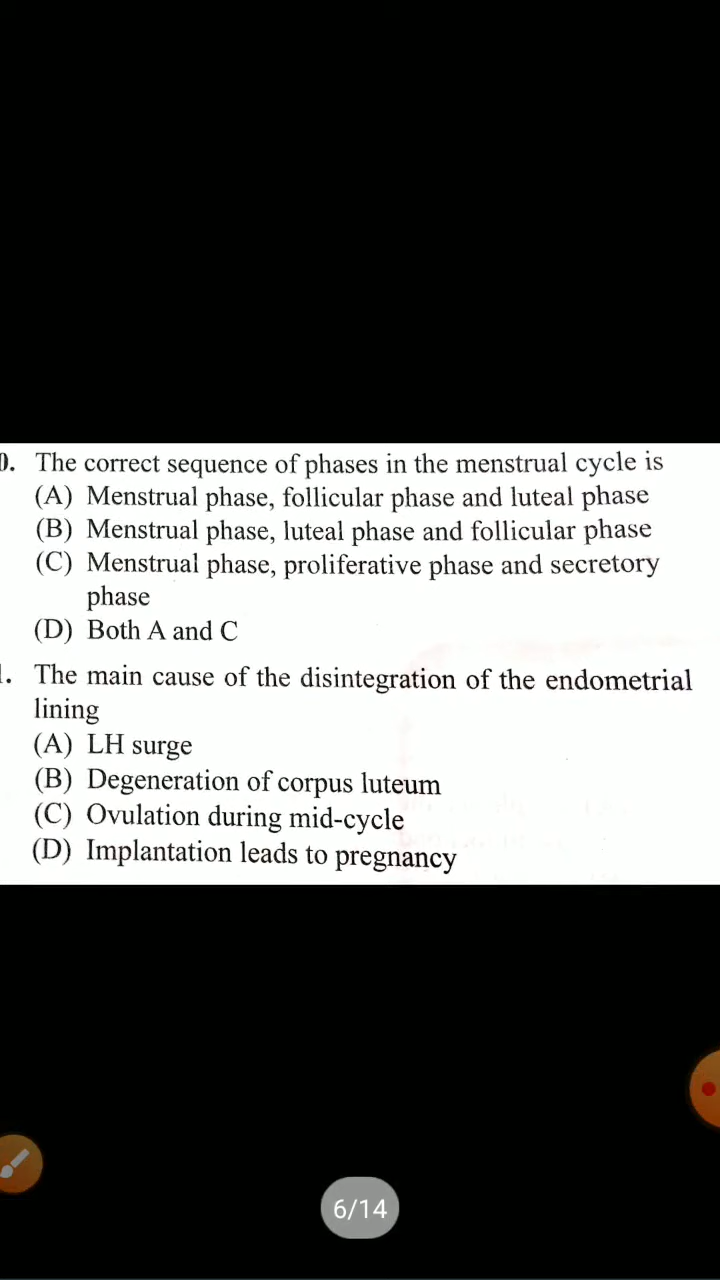 0. The correct sequence of phases in the menstrual cycle is
(A) Menstrual phase, follicular phase and luteal phase
(B) Menstrual phase, luteal phase and follicular phase
(C) Menstrual phase, proliferative phase and secretory
phase
(D) Both A and C
. The main cause of the disintegration of the endometrial
lining
(A) LH surge
(B) Degeneration of corpus luteum
(C) Ovulation during mid-cycle
(D) Implantation leads to pregnancy
6/14